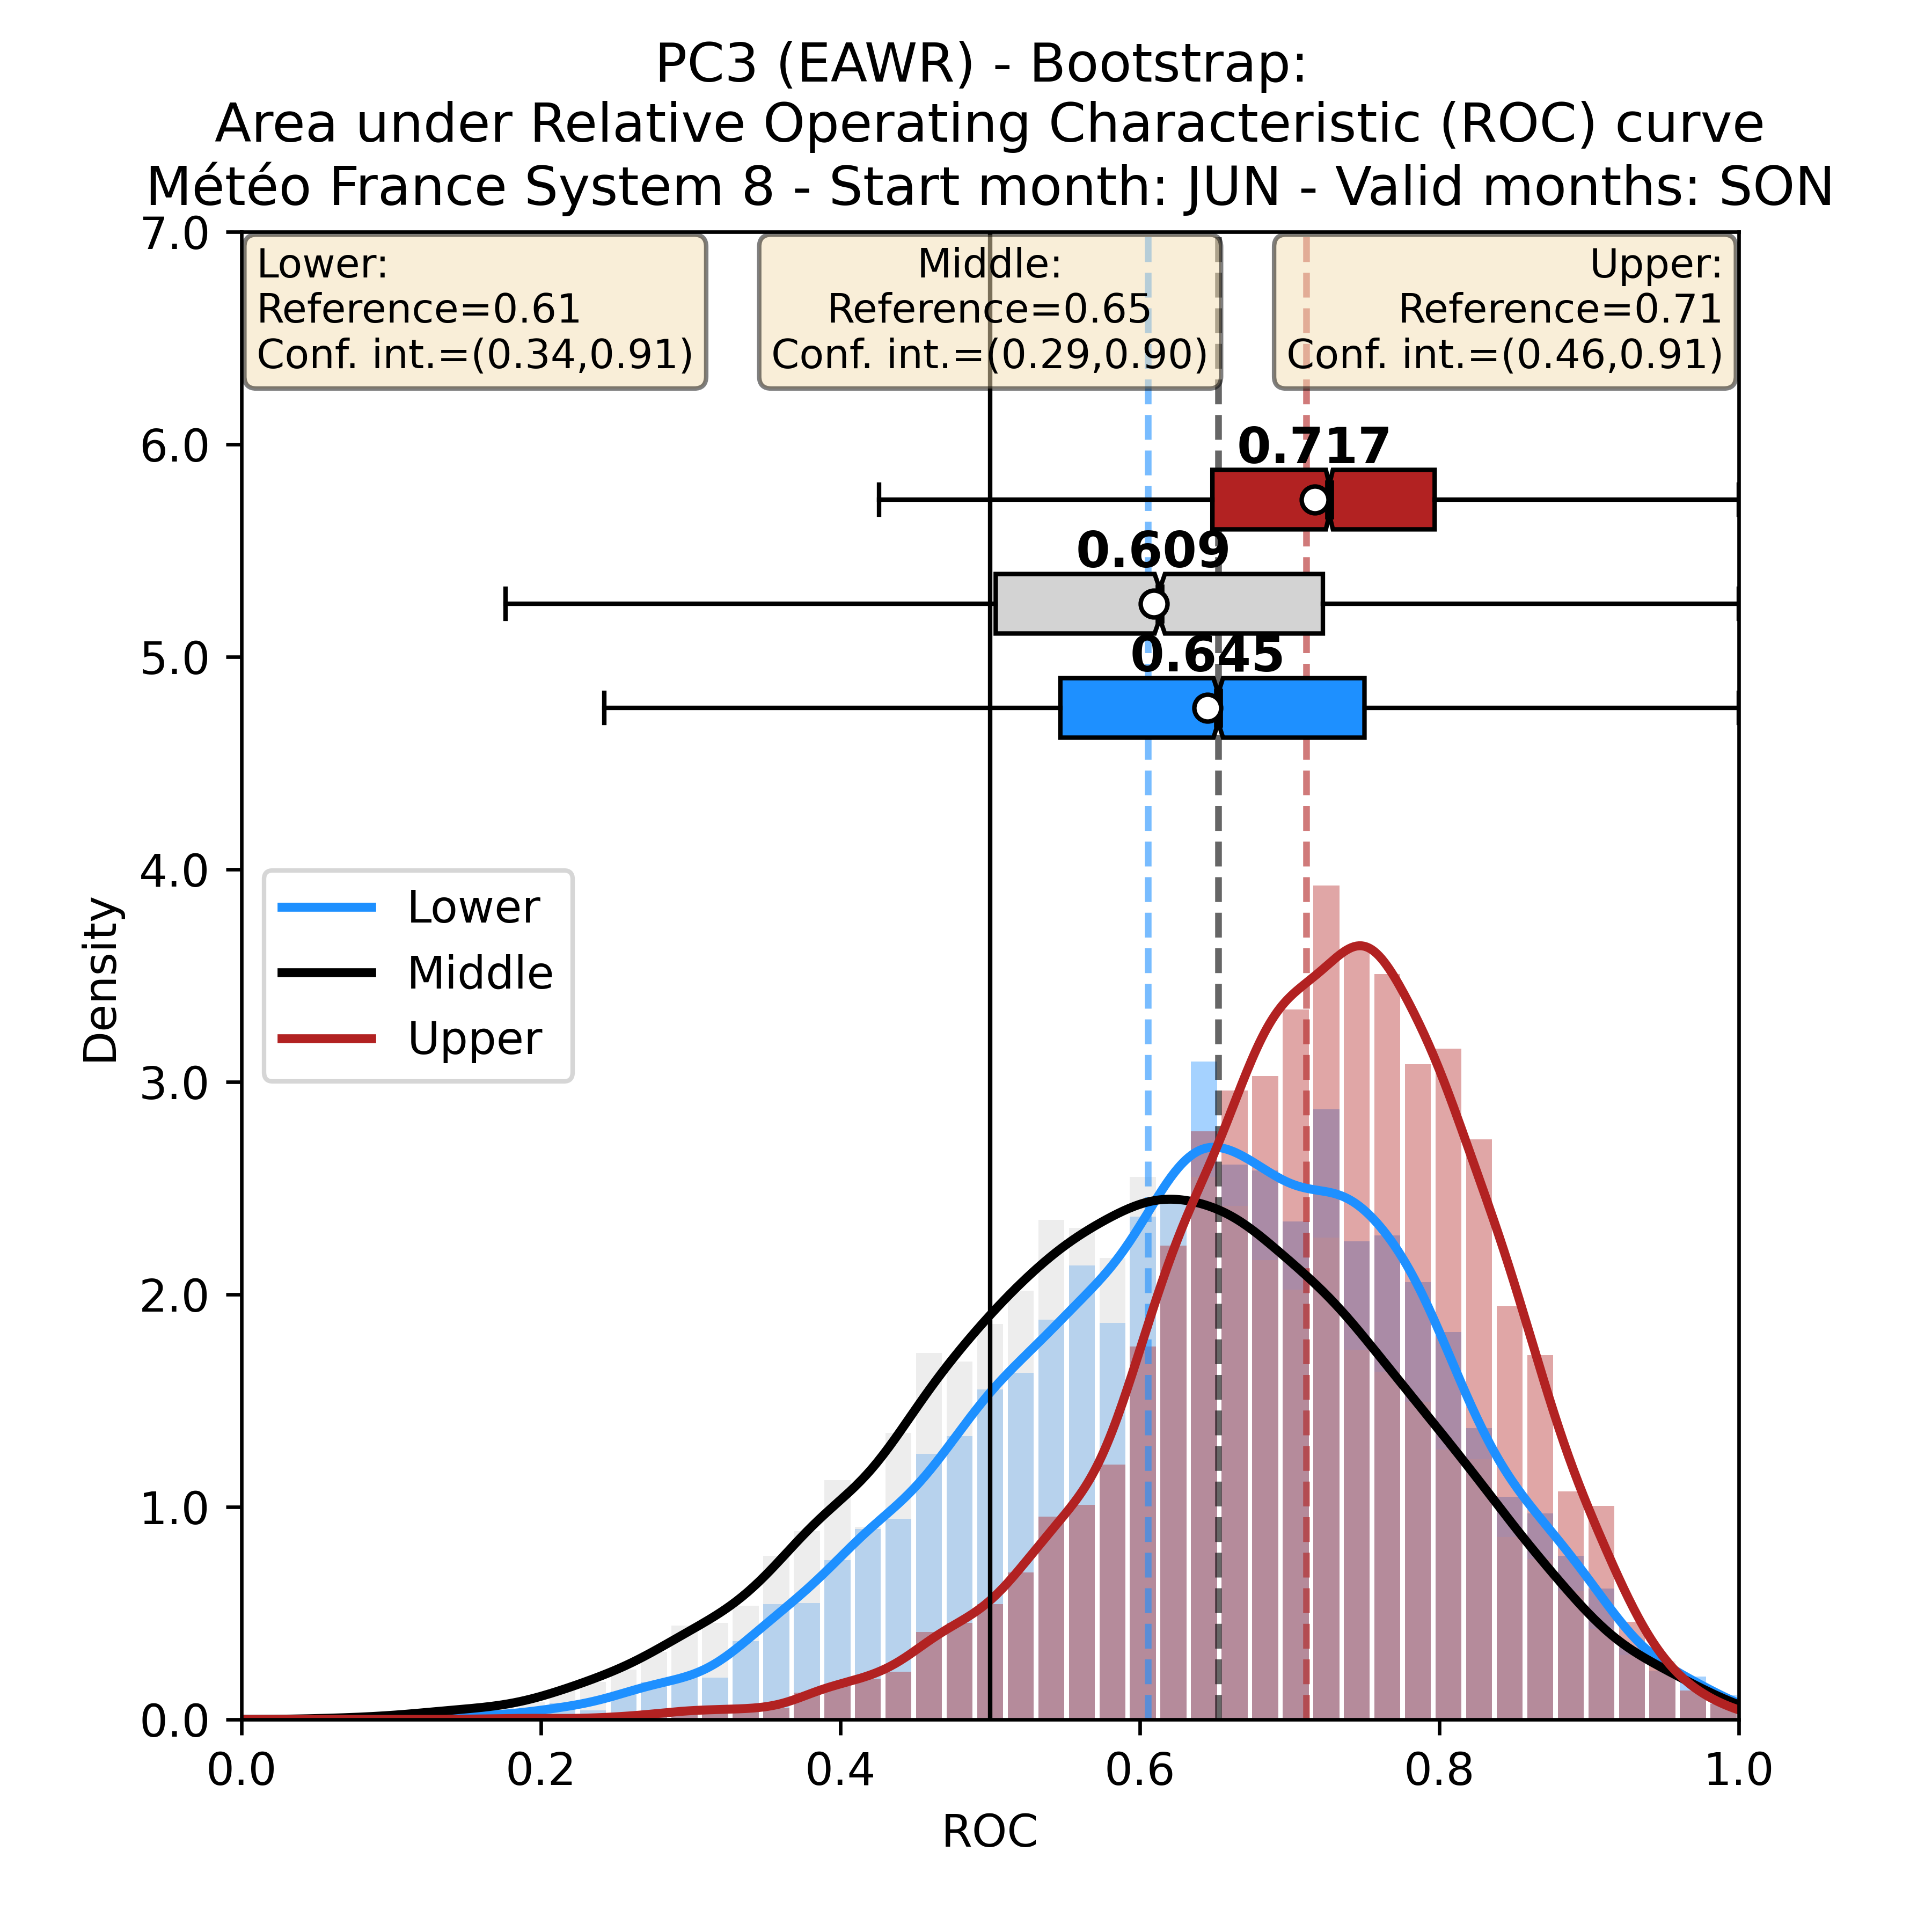 PC3 (EAWR) - Bootstrap:
Area under Relative Operating Characteristic (ROC) curve
Météo France System 8 - Start month: JUN - Valid months: SON
Lower:
Reference=0.61
Conf. int.=(0.34,0.91)
Middle:
Reference=0.65
Conf. int.=(0.29,0.90)
Upper:
Reference=0.71
Conf. int.=(0.46,0.91)
0.717
0.609
0.645
Lower
Middle
Upper
Density
7.0
6.0
5.0
4.0
3.0
2.0
1.0
0.0
0.0 0.2 0.4 0.6 0.8 1.0
ROC